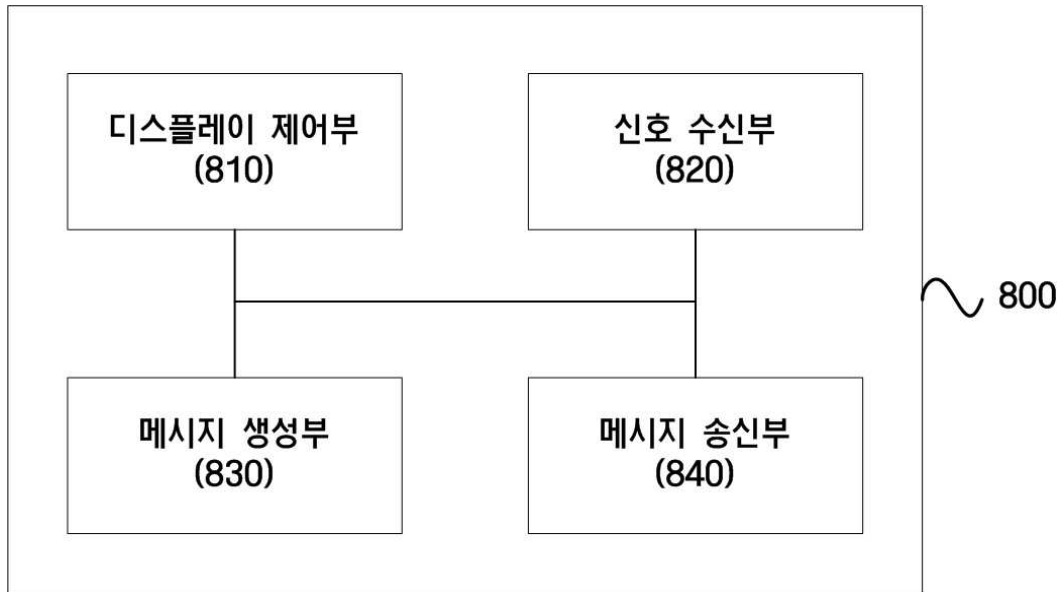 디스플레이 제어부
(810)
신호 수신부
(820)
800
메시지 생성부
(830)
메시지 송신부
(840)